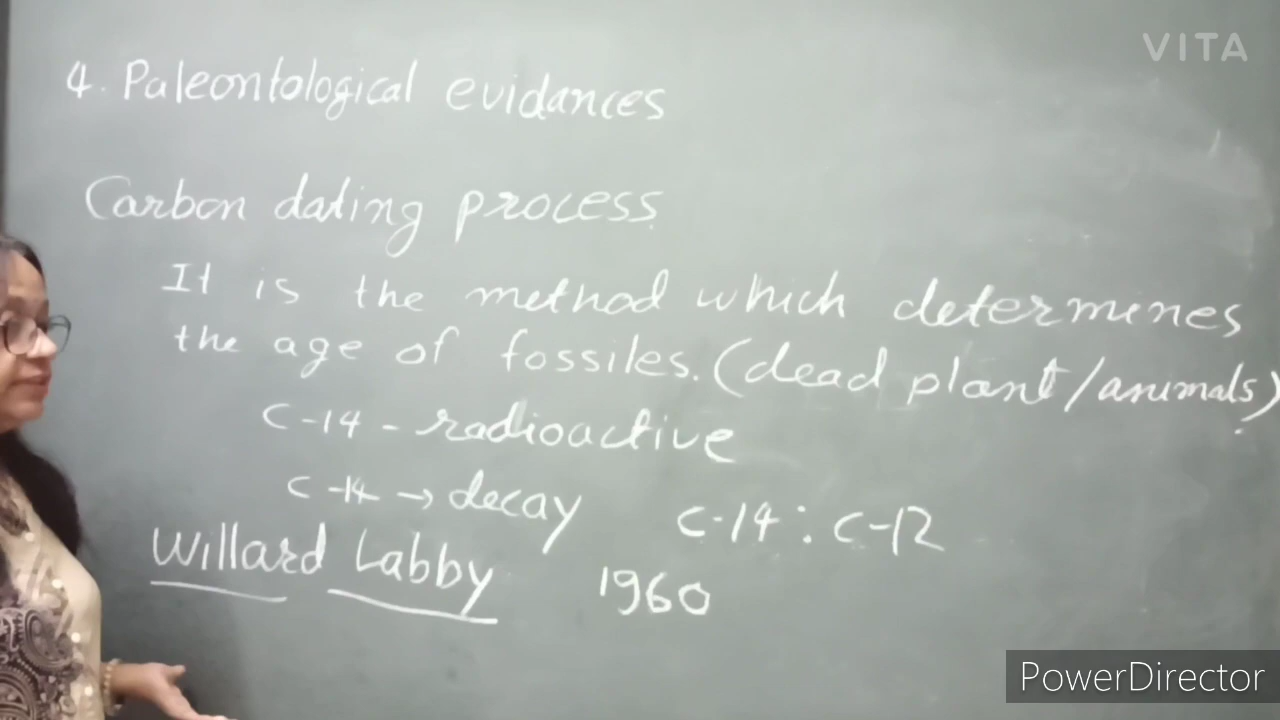 VITA
4. Paleontological evidances
Carbon dating process.
It is the method which determines
the age of fossiles. (dead plant/animals)
C-14 - radioactive
C-14 → decay C-14 : C-12
Willard Labby 1960
PowerDirector